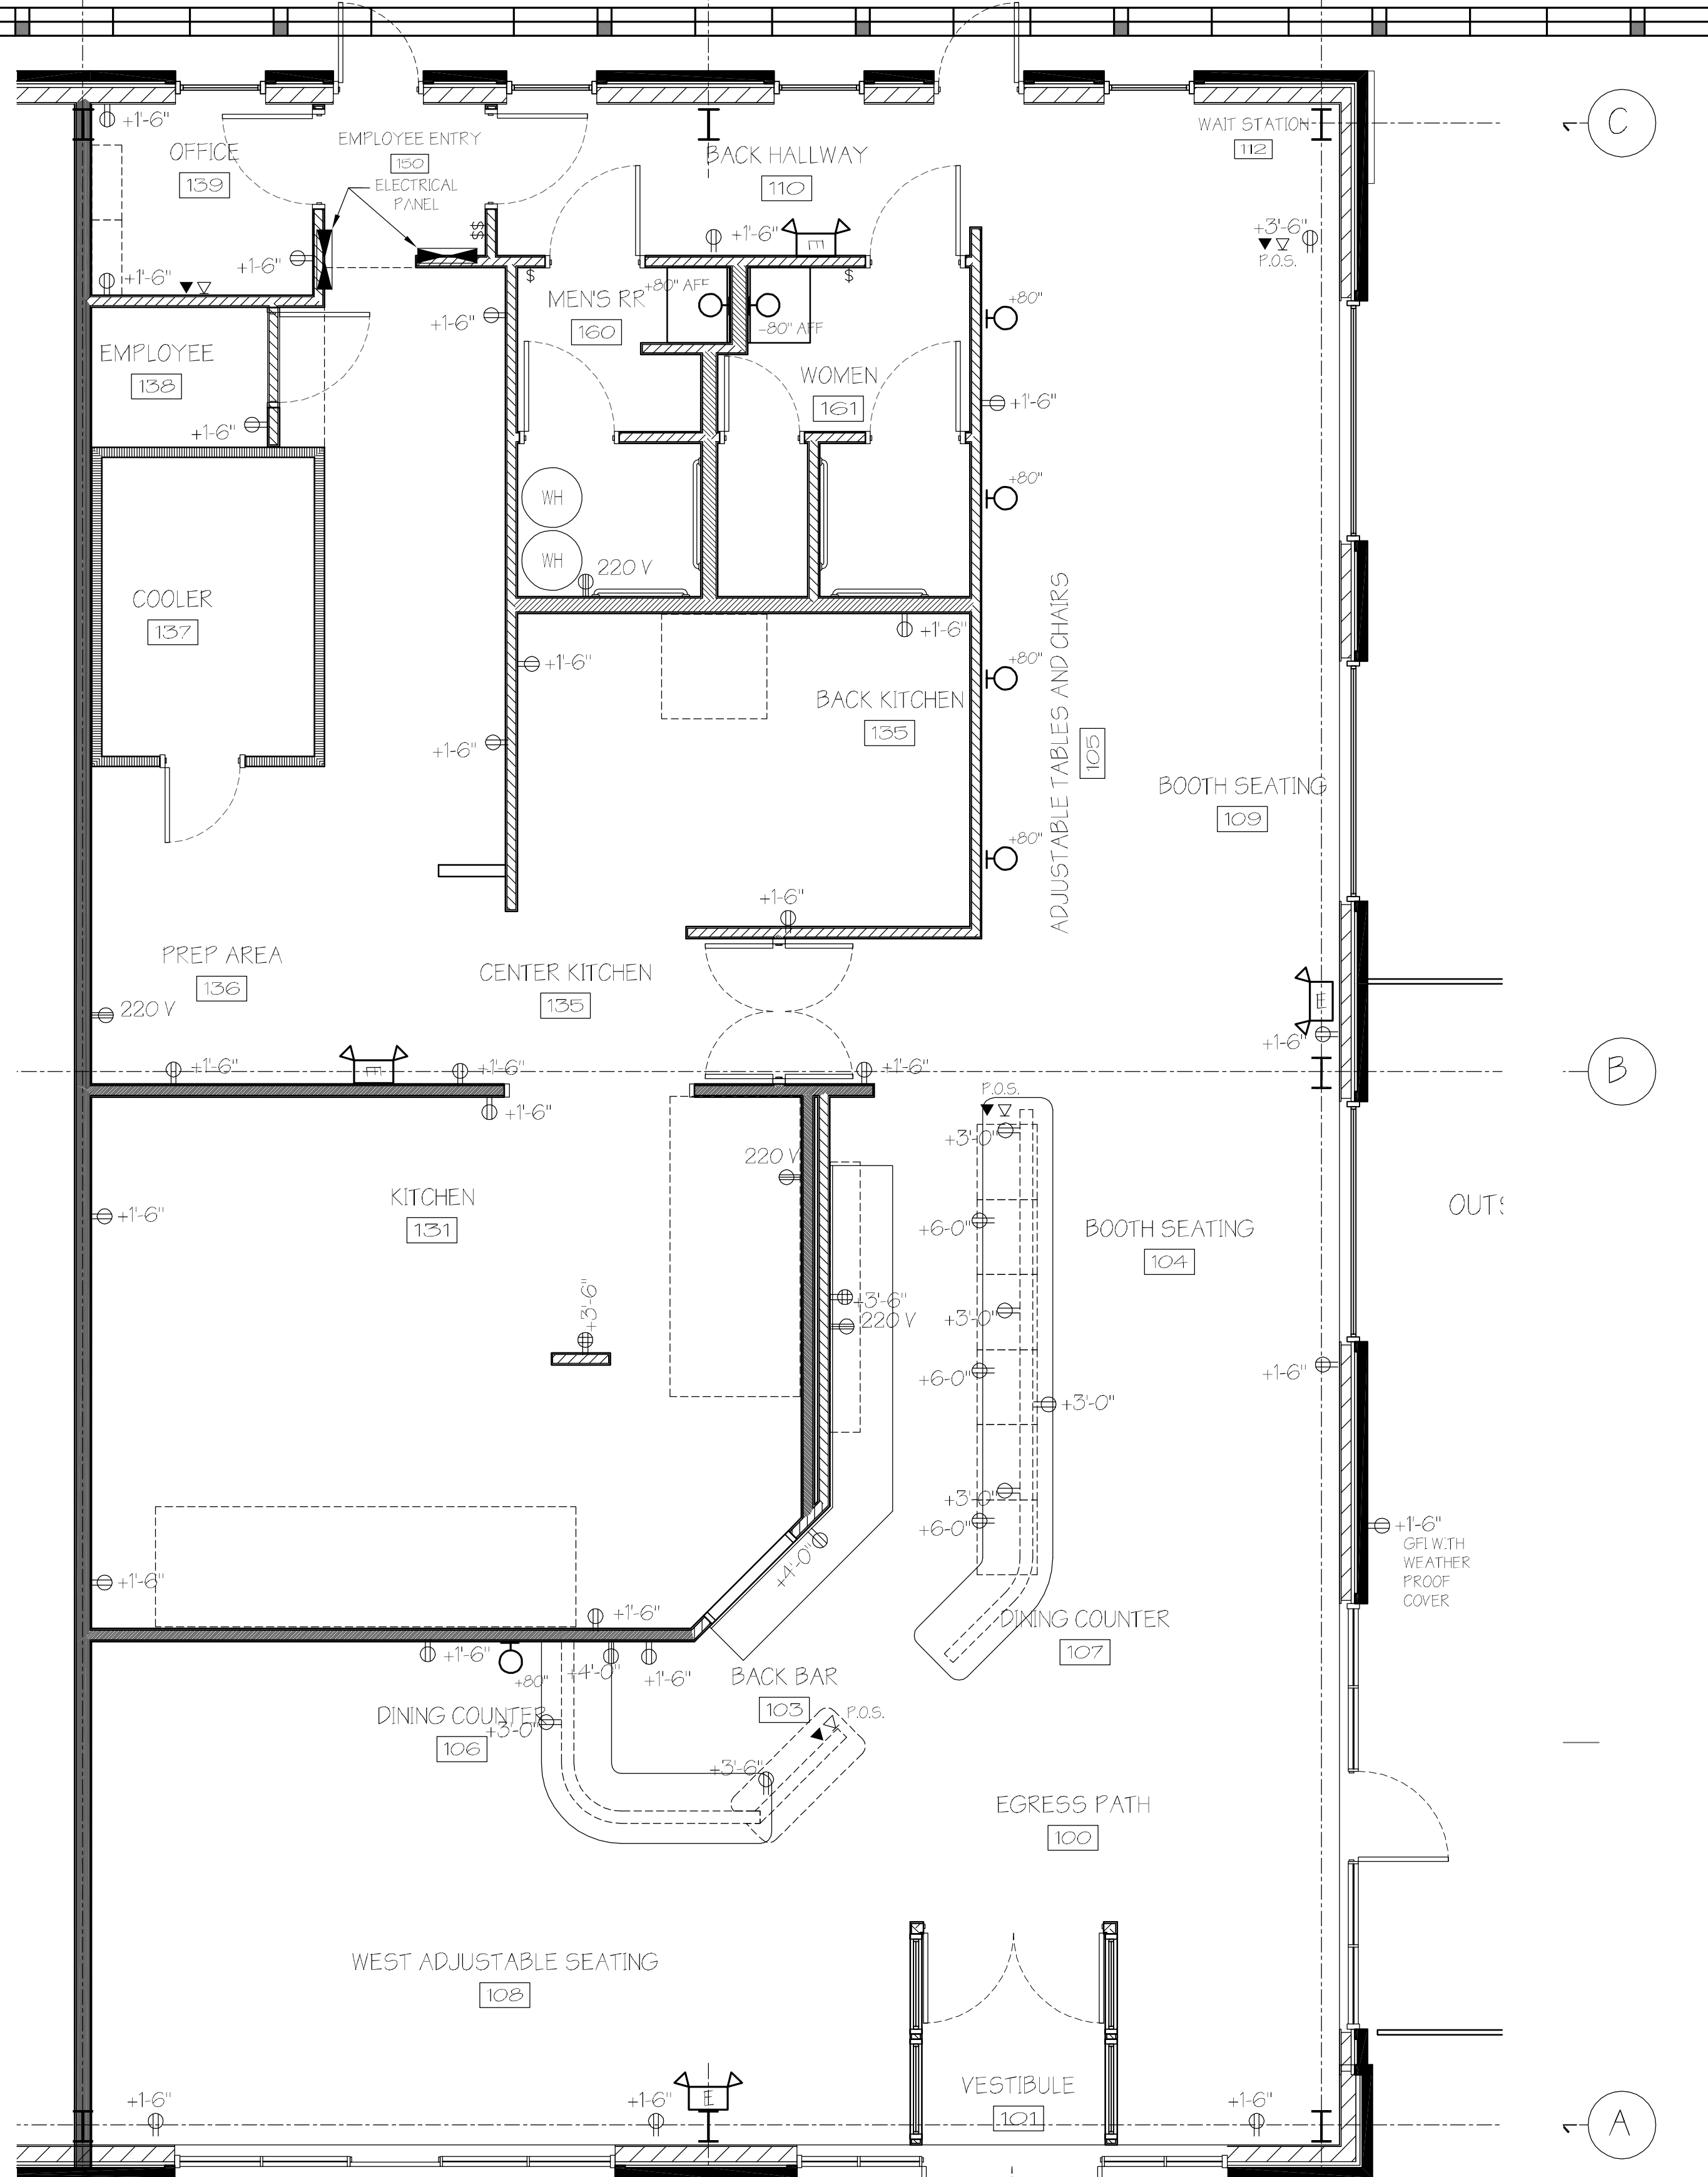 C
+1'-6"
OFFICE
139
EMPLOYEE ENTRY
150
ELECTRICAL
PANEL
BACK HALLWAY
110
WAIT STATION
112
+1'-6"
+1'-6"
$$
+1'-6"
E
+3'-6"
P.O.S.
$
$
MEN'S RR
160
+80" AFF
-80" AFF
+80"
+1'-6"
EMPLOYEE
138
+1'-6"
WOMEN
161
+1'-6"
WH
+80"
WH
220 V
COOLER
137
+1'-6"
+1'-6"
BACK KITCHEN
135
+80"
ADJUSTABLE TABLES AND CHAIRS
105
+1'-6"
BOOTH SEATING
109
+80"
+1'-6"
PREP AREA
136
CENTER KITCHEN
135
220 V
E
+1'-6"
B
+1'-6"
E
+1'-6"
+1'-6"
+1'-6"
P.O.S.
+3'-0"
220 V
KITCHEN
131
+1'-6"
+6'-0"
BOOTH SEATING
104
OUTS
+3'-6"
+3'-6"
220 V
+3'-0"
+6'-0"
+3'-0"
+1'-6"
+3'-0"
+6'-0"
+4'-0"
+1'-6"
GFI WITH
WEATHER
PROOF
COVER
+1'-6"
+1'-6"
DINING COUNTER
107
+1'-6"
+80"
+4'-0"
+1'-6"
BACK BAR
103
P.O.S.
DINING COUNTER
106
+3'-0"
+3'-6"
EGRESS PATH
100
WEST ADJUSTABLE SEATING
108
VESTIBULE
101
+1'-6"
+1'-6"
E
+1'-6"
A